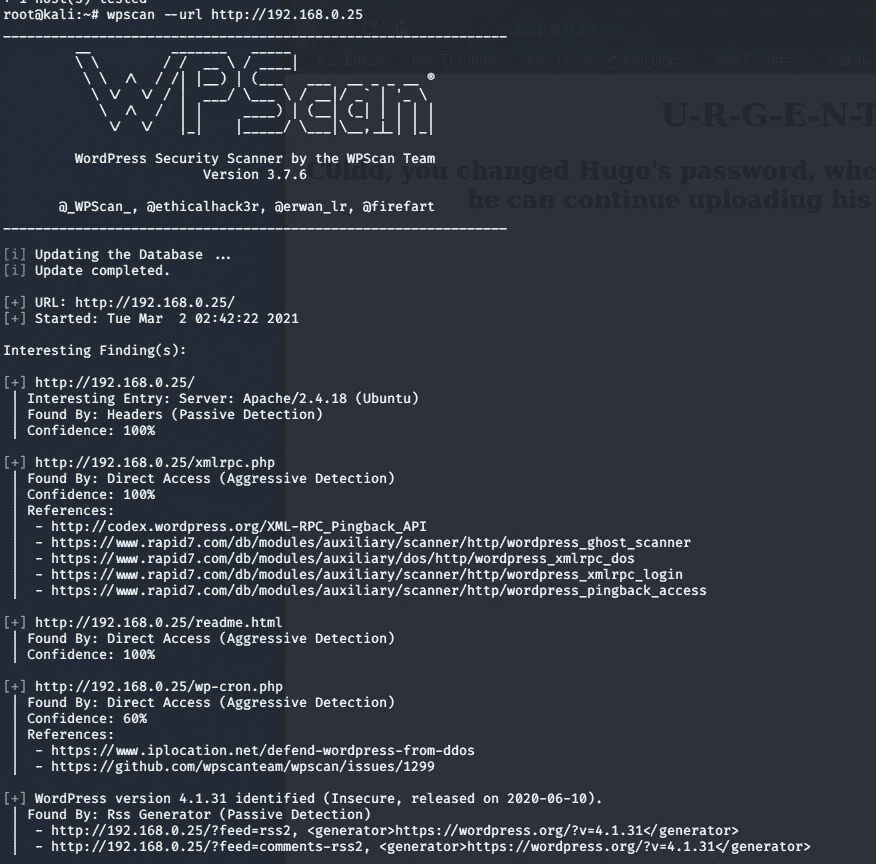 root@kali:~# wpscan --url http://192.168.0.25
WPScan ®
WordPress Security Scanner by the WPScan Team
Version 3.7.6
@_WPScan_, @ethicalhack3r, @erwan_lr, @firefart
[i] Updating the Database ...
[i] Update completed.
[+] URL: http://192.168.0.25/
[+] Started: Tue Mar  2 02:42:22 2021
Interesting Finding(s):
[+] http://192.168.0.25/
| Interesting Entry: Server: Apache/2.4.18 (Ubuntu)
| Found By: Headers (Passive Detection)
| Confidence: 100%
[+] http://192.168.0.25/xmlrpc.php
| Found By: Direct Access (Aggressive Detection)
| Confidence: 100%
| References:
|  - http://codex.wordpress.org/XML-RPC_Pingback_API
|  - https://www.rapid7.com/db/modules/auxiliary/scanner/http/wordpress_ghost_scanner
|  - https://www.rapid7.com/db/modules/auxiliary/dos/http/wordpress_xmlrpc_dos
|  - https://www.rapid7.com/db/modules/auxiliary/scanner/http/wordpress_xmlrpc_login
|  - https://www.rapid7.com/db/modules/auxiliary/scanner/http/wordpress_pingback_access
[+] http://192.168.0.25/readme.html
| Found By: Direct Access (Aggressive Detection)
| Confidence: 100%
[+] http://192.168.0.25/wp-cron.php
| Found By: Direct Access (Aggressive Detection)
| Confidence: 60%
| References:
|  - https://www.iplocation.net/defend-wordpress-from-ddos
|  - https://github.com/wpscanteam/wpscan/issues/1299
[+] WordPress version 4.1.31 identified (Insecure, released on 2020-06-10).
| Found By: Rss Generator (Passive Detection)
|  - http://192.168.0.25/?feed=rss2, <generator>https://wordpress.org/?v=4.1.31</generator>
|  - http://192.168.0.25/?feed=comments-rss2, <generator>https://wordpress.org/?v=4.1.31</generator>
U-R-G-E-N-T
C0ldd, you changed Hugo's password, whe
he can continue uploading his